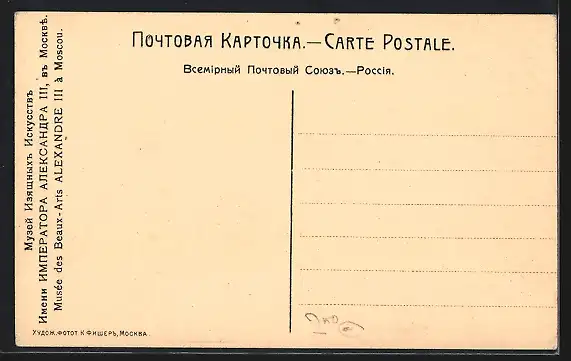 ПОЧТОВАЯ КАРТОЧКА.—CARTE POSTALE.
Всемірный Почтовый Союзъ.—Россія.
Музей Изящныхъ Искусствъ
Имени ИМПЕРАТОРА АЛЕКСАНДРА III, въ Москвѣ.
Musée des Beaux-Arts ALEXANDRE III à Moscou.
Худож. фотот. К. Фишеръ, Москва.